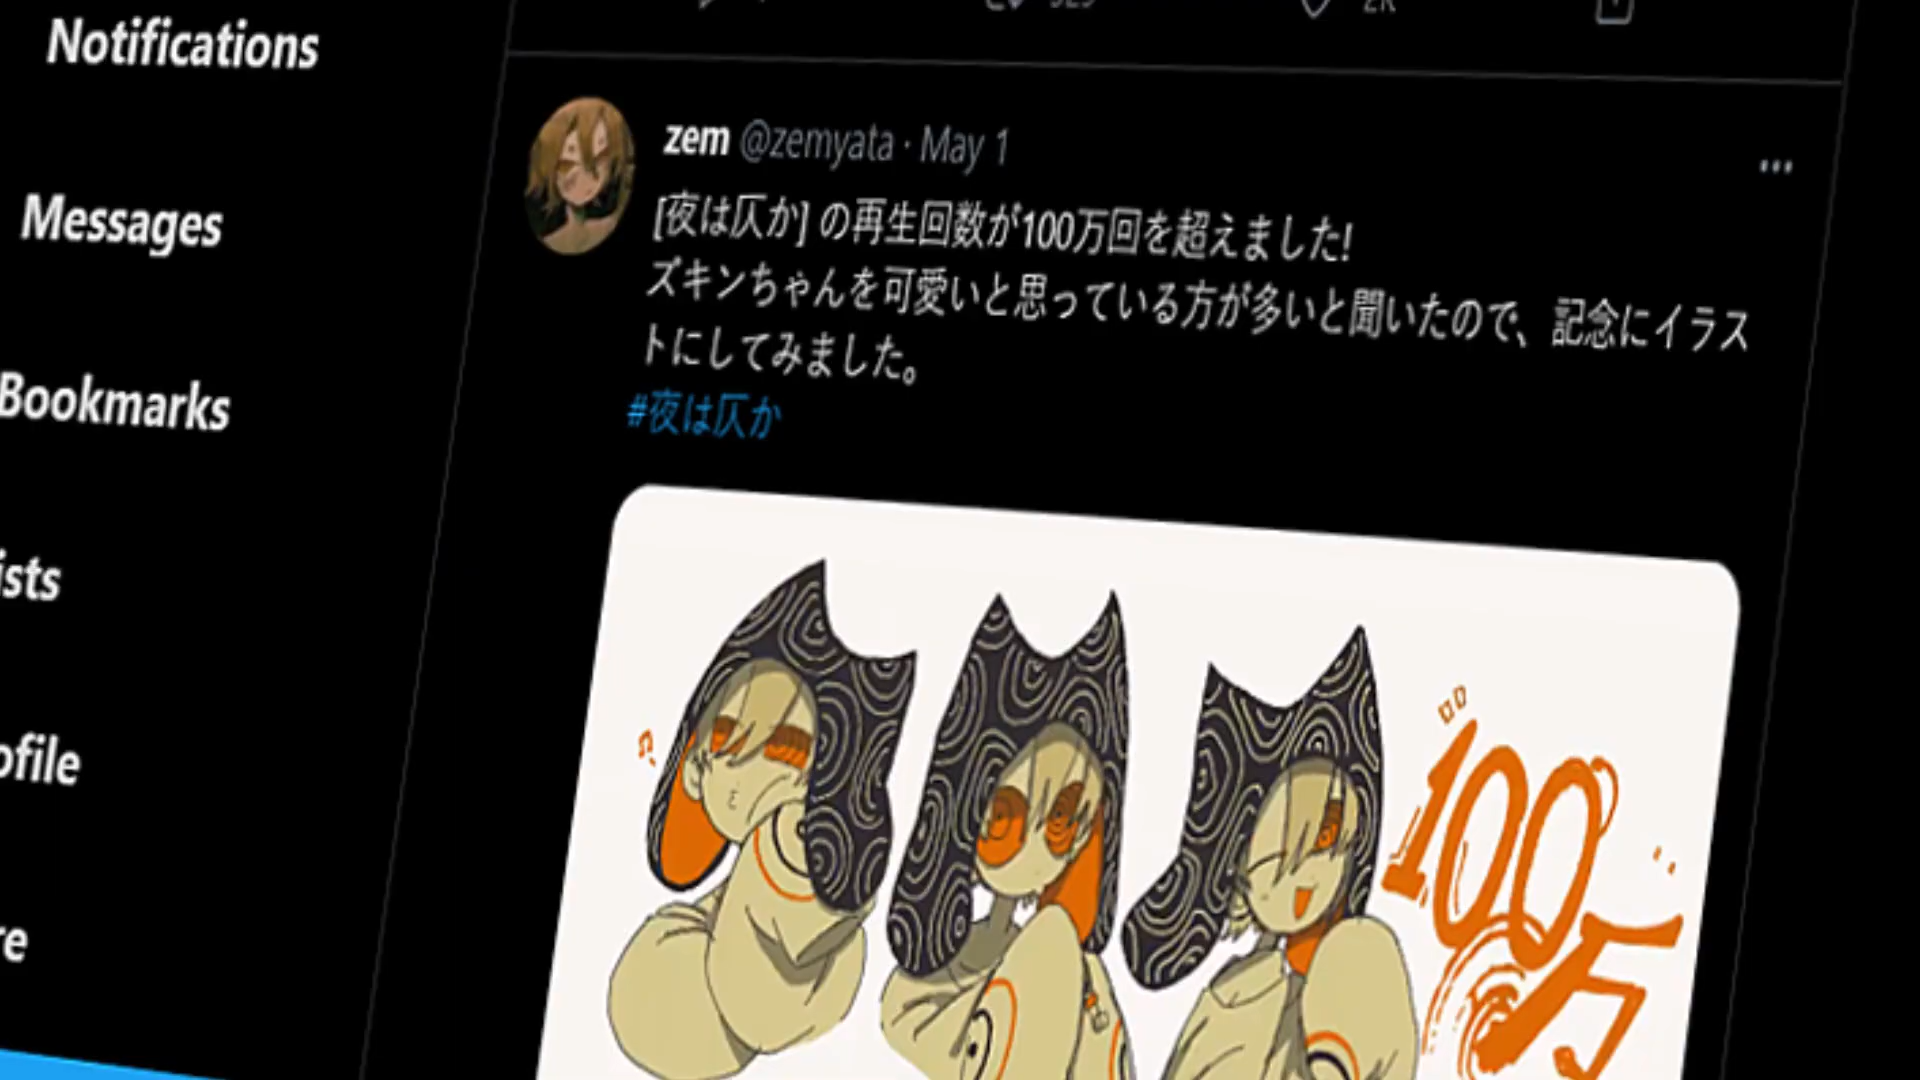 2K
Notifications
Messages
Bookmarks
ists
ofile
re
zem @zemyata · May 1
[夜は仄か] の再生回数が100万回を超えました!
ズキンちゃんを可愛いと思っている方が多いと聞いたので、記念にイラス
トにしてみました。
#夜は仄か
100
万